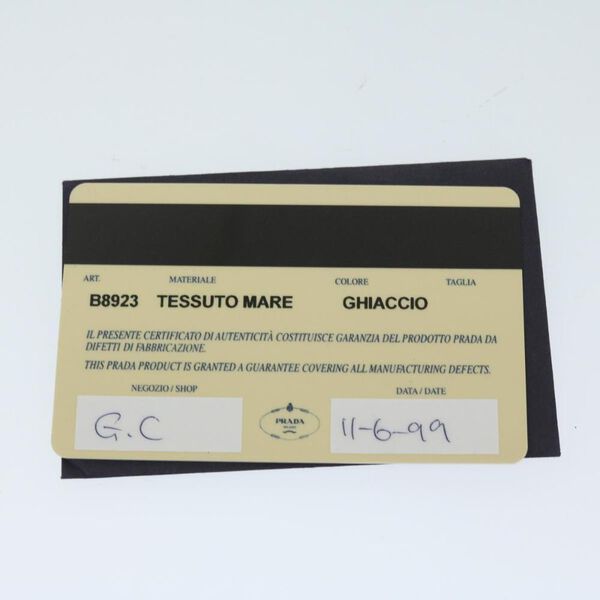 ART. MATERIALE COLORE TAGLIA
B8923 TESSUTO MARE GHIACCIO
IL PRESENTE CERTIFICATO DI AUTENTICITÀ COSTITUISCE GARANZIA DEL PRODOTTO PRADA DA
DIFETTI DI FABBRICAZIONE.
THIS PRADA PRODUCT IS GRANTED A GUARANTEE COVERING ALL MANUFACTURING DEFECTS.
NEGOZIO / SHOP DATA / DATE
G.C PRADA 11-6-99
MILANO